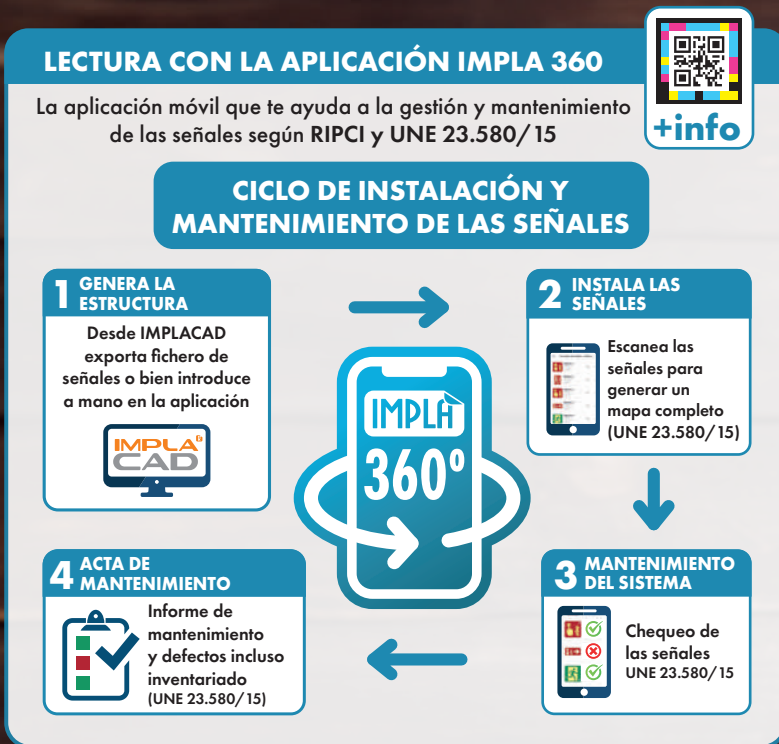 LECTURA CON LA APLICACIÓN IMPLA 360
+info
La aplicación móvil que te ayuda a la gestión y mantenimiento
de las señales según RIPCI y UNE 23.580/15
CICLO DE INSTALACIÓN Y
MANTENIMIENTO DE LAS SEÑALES
1 GENERA LA
ESTRUCTURA
Desde IMPLACAD
exporta fichero de
señales o bien introduce
a mano en la aplicación
IMPLA
CAD
2 INSTALA LAS
SEÑALES
Escanea las
señales para
generar un
mapa completo
(UNE 23.580/15)
IMPLA
360º
3 MANTENIMIENTO
DEL SISTEMA
Chequeo de
las señales
UNE 23.580/15
4 ACTA DE
MANTENIMIENTO
Informe de
mantenimiento
y defectos incluso
inventariado
(UNE 23.580/15)